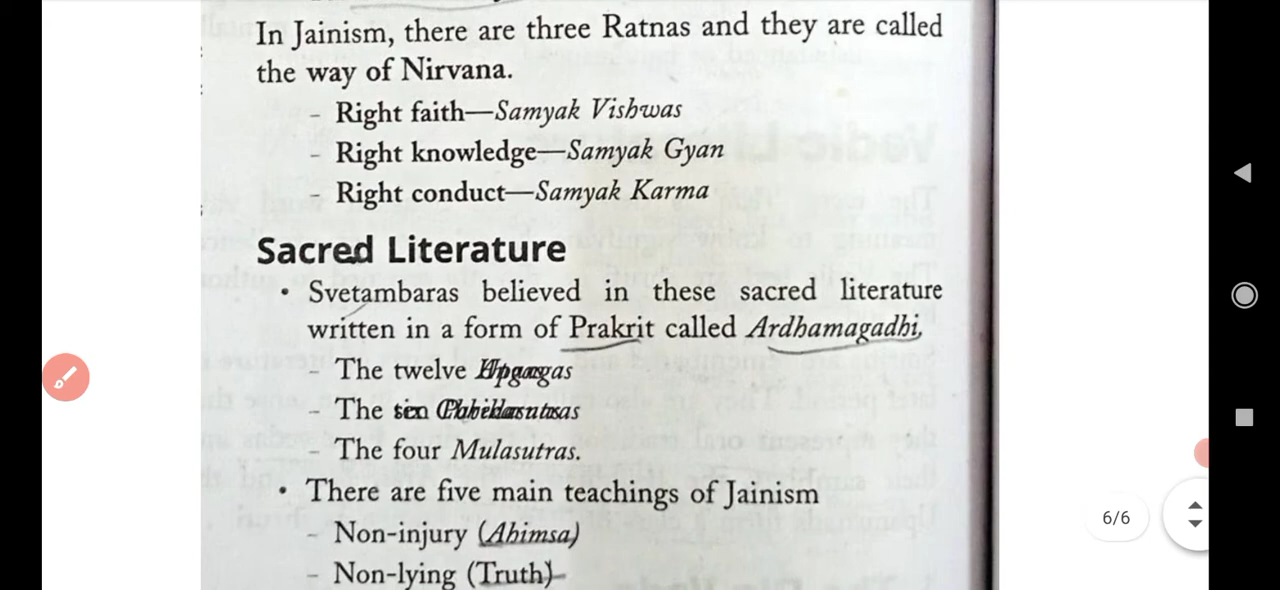 In Jainism, there are three Ratnas and they are called
the way of Nirvana.
- Right faith—Samyak Vishwas
- Right knowledge—Samyak Gyan
- Right conduct—Samyak Karma
Sacred Literature
• Svetambaras believed in these sacred literature
written in a form of Prakrit called Ardhamagadhi,
- The twelve
- The
- The four Mulasutras.
• There are five main teachings of Jainism
- Non-injury (Ahimsa)
- Non-lying (Truth)
6/6